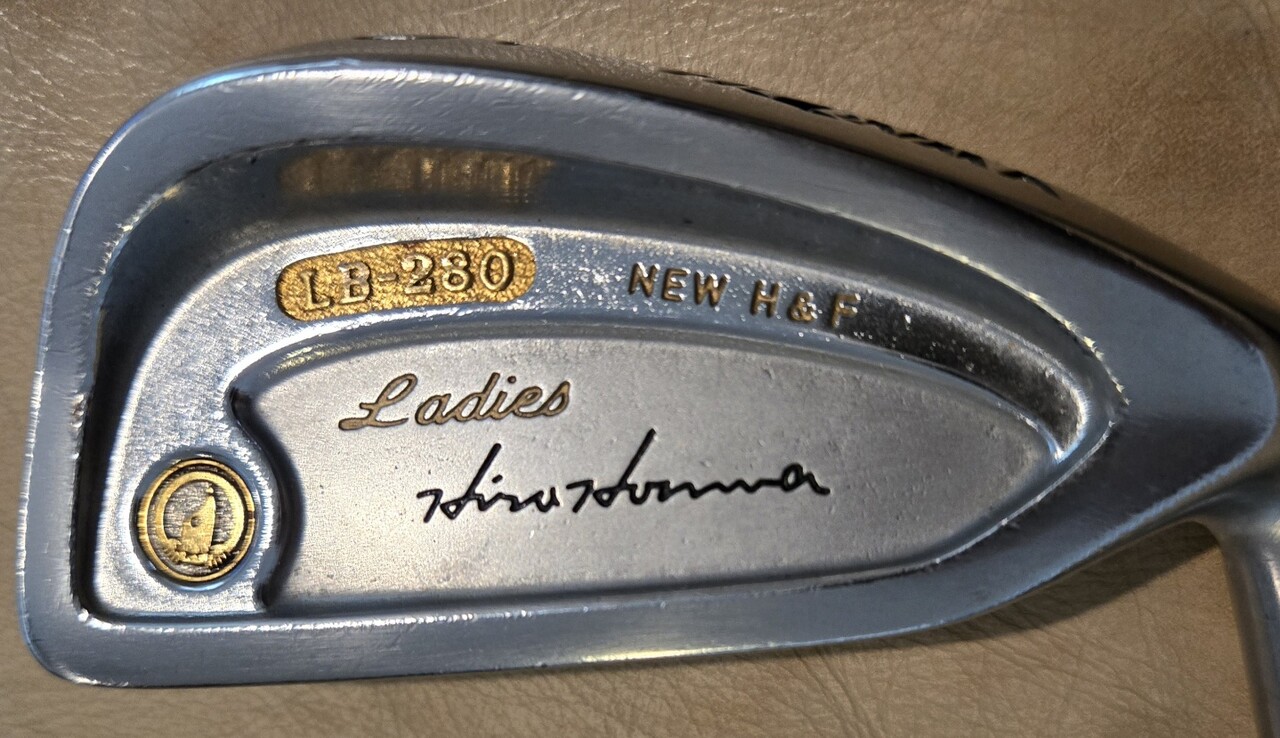 LB-280
NEW H & F
Ladies
Hiro Honma